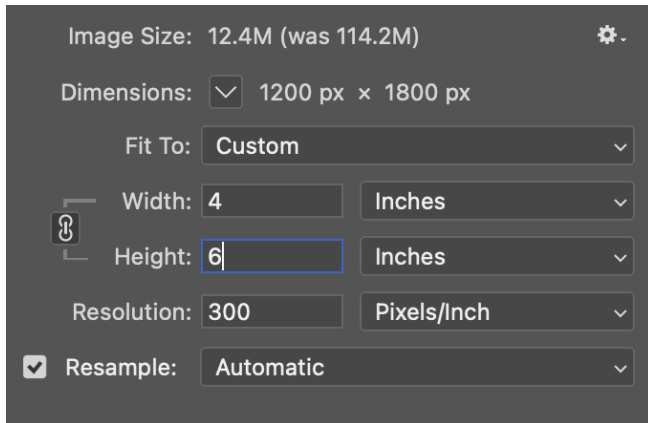 Image Size: 12.4M (was 114.2M)
Dimensions: 1200 px × 1800 px
Fit To: Custom
Width: 4 Inches
Height: 6 Inches
Resolution: 300 Pixels/Inch
Resample: Automatic